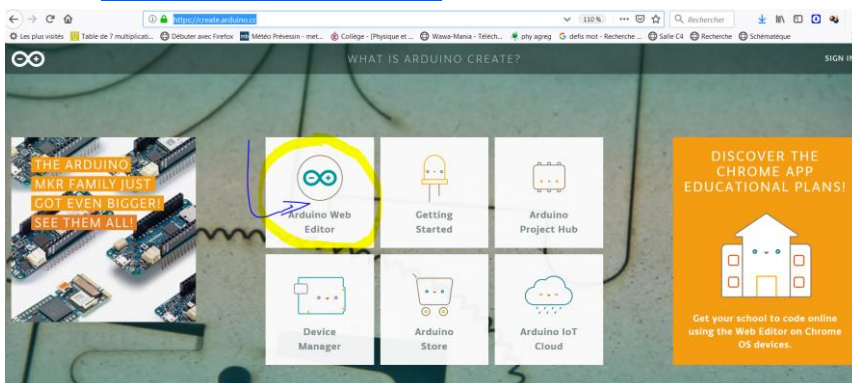 https://create.arduino.cc
110 %
Rechercher
Les plus visités
Table de 7 multiplicati...
Débuter avec Firefox
Météo Prévessin - met...
Collège - [Physique et ...
Wawa-Mania - Téléch...
phy agreg
defis mot - Recherche ...
Salle C4
Recherche
Schématèque
WHAT IS ARDUINO CREATE?
SIGN IN
THE ARDUINO
MKR FAMILY JUST
GOT EVEN BIGGER!
SEE THEM ALL!
Arduino Web
Editor
Getting
Started
Arduino
Project Hub
Device
Manager
Arduino
Store
Arduino IoT
Cloud
DISCOVER THE
CHROME APP
EDUCATIONAL PLANS!
Get your school to code online
using the Web Editor on Chrome
OS devices.